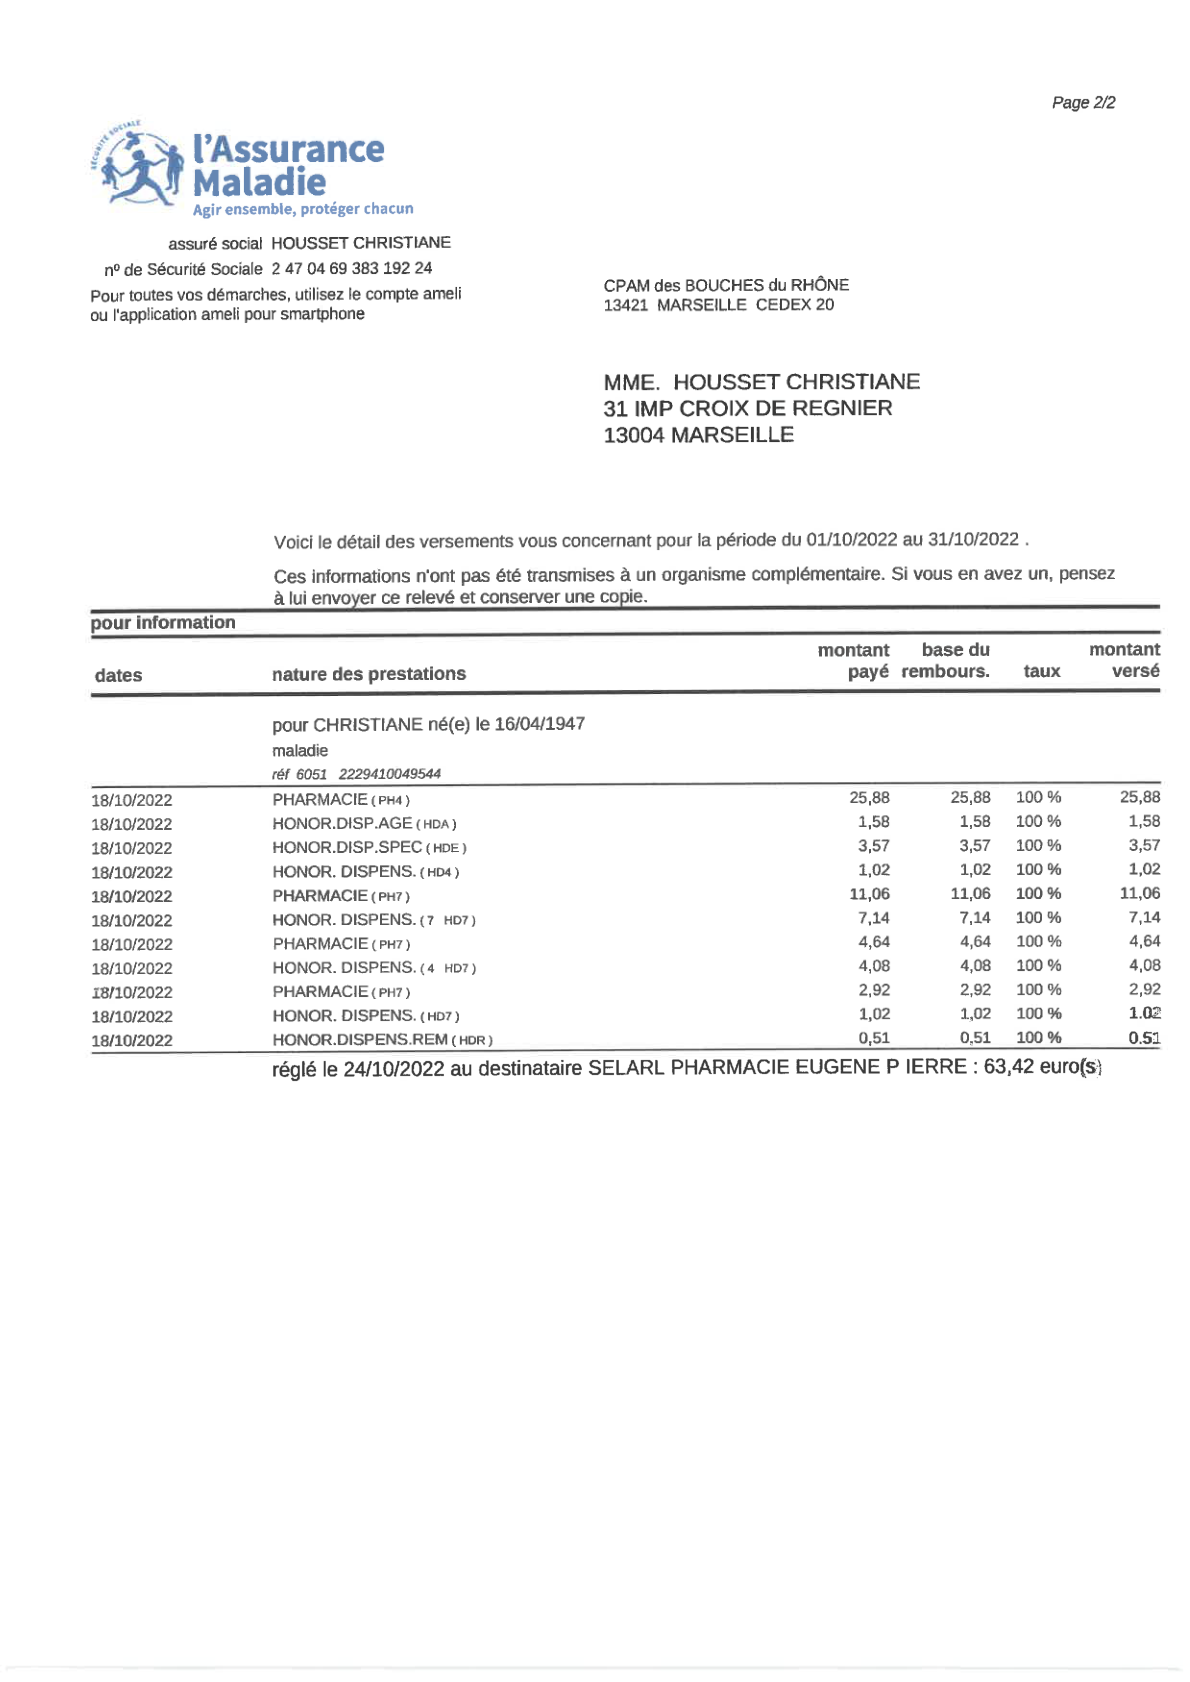 Page 2/2
SÉCURITÉ SOCIALE
l'Assurance
Maladie
Agir ensemble, protéger chacun
assuré social HOUSSET CHRISTIANE
nº de Sécurité Sociale 2 47 04 69 383 192 24
Pour toutes vos démarches, utilisez le compte ameli
ou l'application ameli pour smartphone
CPAM des BOUCHES du RHÔNE
13421 MARSEILLE CEDEX 20
MME. HOUSSET CHRISTIANE
31 IMP CROIX DE REGNIER
13004 MARSEILLE
Voici le détail des versements vous concernant pour la période du 01/10/2022 au 31/10/2022 .
Ces informations n'ont pas été transmises à un organisme complémentaire. Si vous en avez un, pensez
à lui envoyer ce relevé et conserver une copie.
pour information
dates nature des prestations montant payé base du rembours. taux montant versé
pour CHRISTIANE né(e) le 16/04/1947
maladie
réf 6051 2229410049544
18/10/2022 PHARMACIE ( PH4 ) 25,88 25,88 100 % 25,88
18/10/2022 HONOR.DISP.AGE ( HDA ) 1,58 1,58 100 % 1,58
18/10/2022 HONOR.DISP.SPEC ( HDE ) 3,57 3,57 100 % 3,57
18/10/2022 HONOR. DISPENS. ( HD4 ) 1,02 1,02 100 % 1,02
18/10/2022 PHARMACIE ( PH7 ) 11,06 11,06 100 % 11,06
18/10/2022 HONOR. DISPENS. ( 7 HD7 ) 7,14 7,14 100 % 7,14
18/10/2022 PHARMACIE ( PH7 ) 4,64 4,64 100 % 4,64
18/10/2022 HONOR. DISPENS. ( 4 HD7 ) 4,08 4,08 100 % 4,08
18/10/2022 PHARMACIE ( PH7 ) 2,92 2,92 100 % 2,92
18/10/2022 HONOR. DISPENS. ( HD7 ) 1,02 1,02 100 % 1.02
18/10/2022 HONOR.DISPENS.REM ( HDR ) 0,51 0,51 100 % 0.51
réglé le 24/10/2022 au destinataire SELARL PHARMACIE EUGENE P IERRE : 63,42 euro(s)